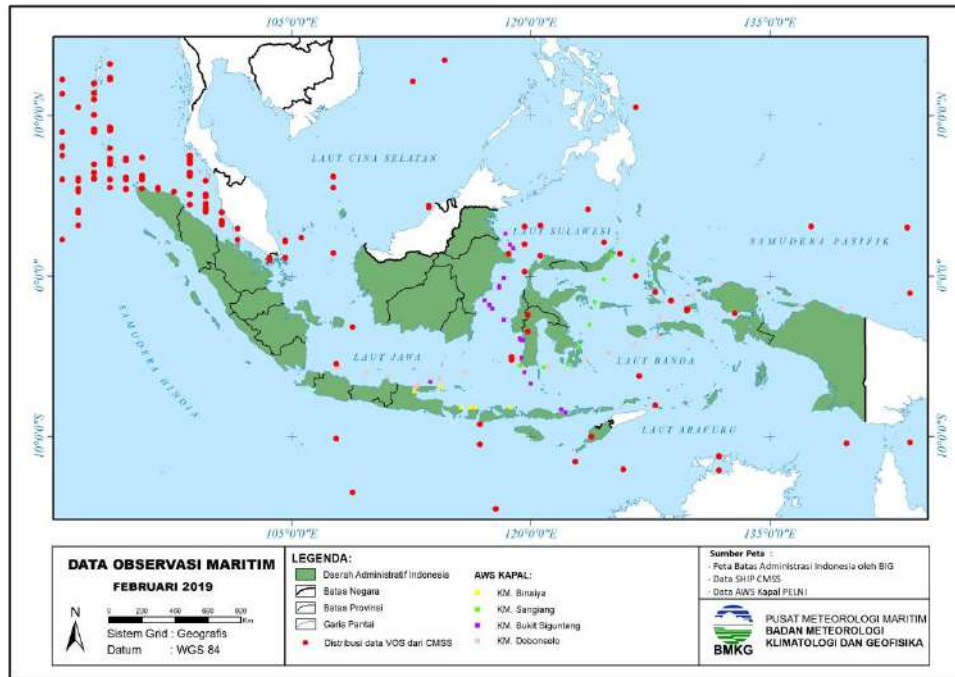 105°0'0"E
120°0'0"E
135°0'0"E
10°0'0"N
10°0'0"N
LAUT CINA SELATAN
LAUT SULAWESI
SAMUDERA PASIFIK
0°0'0"
0°0'0"
SAMUDERA HINDIA
LAUT JAWA
LAUT BANDA
LAUT ARAFURU
10°0'0"S
10°0'0"S
105°0'0"E
120°0'0"E
135°0'0"E
DATA OBSERVASI MARITIM
FEBRUARI 2019
N
0 200 400 600 800
Km
Sistem Grid : Geografis
Datum : WGS 84
LEGENDA:
Daerah Administratif Indonesia
Batas Negara
Batas Provinsi
Garis Pantai
Distribusi data VOS dari CMSS
AWS KAPAL:
KM. Binaiya
KM. Sangiang
KM. Bukit Siguntang
KM. Dobonsolo
Sumber Peta :
- Peta Batas Administrasi Indonesia oleh BIG
- Data SHIP CMSS
- Data AWS Kapal PELNI
BMKG
PUSAT METEOROLOGI MARITIM
BADAN METEOROLOGI
KLIMATOLOGI DAN GEOFISIKA